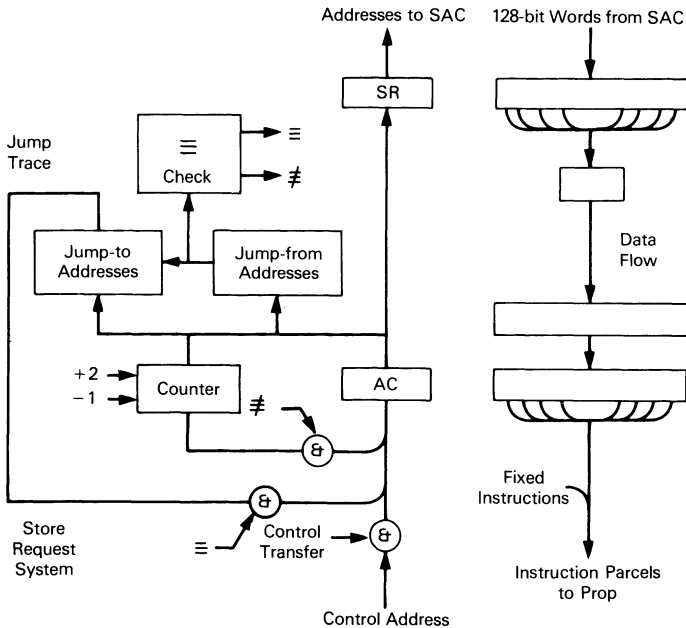 Addresses to SAC
128-bit Words from SAC
SR
Jump
Trace
≡
Check
≡
≢
Jump-to
Addresses
Jump-from
Addresses
Data
Flow
+2
−1
Counter
≢
AC
&
&
Fixed
Instructions
Store
Request
System
≡
Control
Transfer
&
Instruction Parcels
to Prop
Control Address